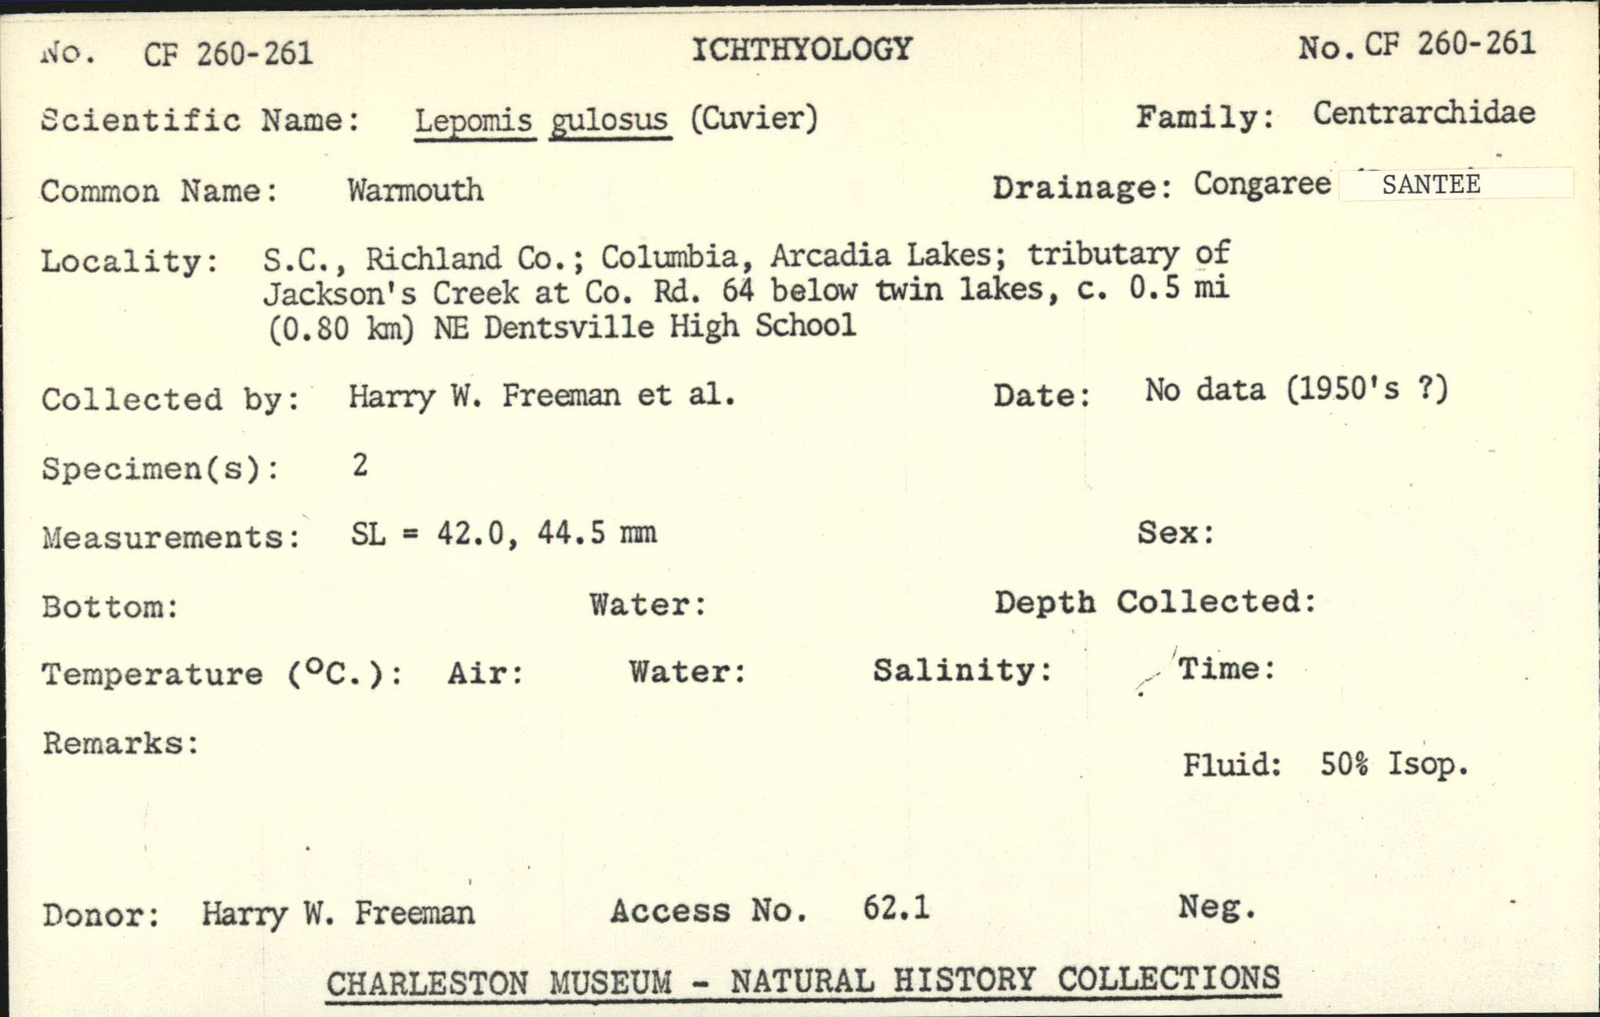 No. CF 260-261 ICHTHYOLOGY No. CF 260-261
Scientific Name: Lepomis gulosus (Cuvier) Family: Centrarchidae
Common Name: Warmouth Drainage: Congaree SANTEE
Locality: S.C., Richland Co.; Columbia, Arcadia Lakes; tributary of
Jackson's Creek at Co. Rd. 64 below twin lakes, c. 0.5 mi
(0.80 km) NE Dentsville High School
Collected by: Harry W. Freeman et al. Date: No data (1950's ?)
Specimen(s): 2
Measurements: SL = 42.0, 44.5 mm Sex:
Bottom: Water: Depth Collected:
Temperature (°C.): Air: Water: Salinity: Time:
Remarks:
Fluid: 50% Isop.
Donor: Harry W. Freeman Access No. 62.1 Neg.
CHARLESTON MUSEUM - NATURAL HISTORY COLLECTIONS